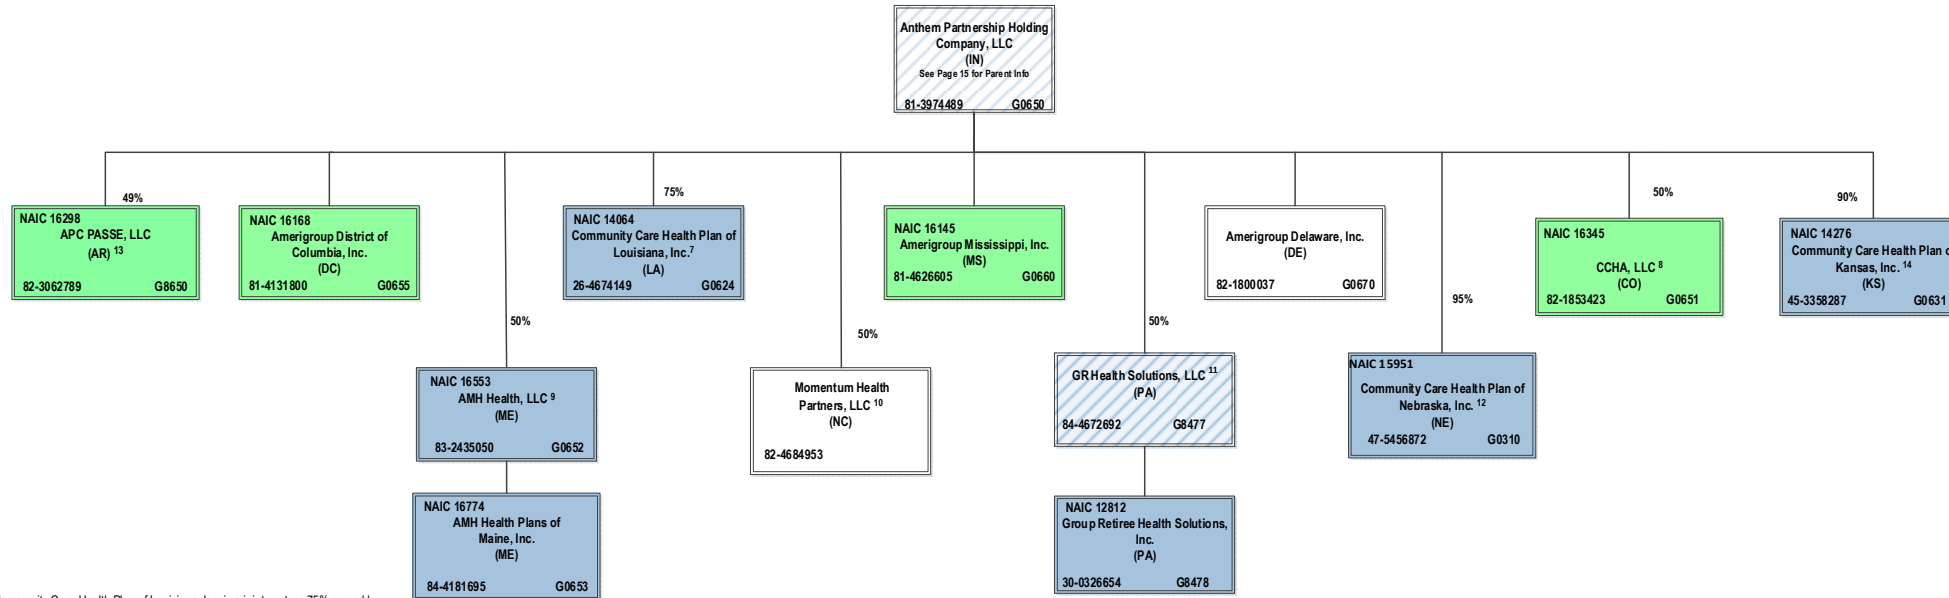 Anthem Partnership Holding
Company, LLC
(IN)
See Page 15 for Parent Info
81-3974489 G0650
49%
NAIC 16298
APC PASSE, LLC
(AR) 13
82-3062789 G8650
NAIC 16168
Amerigroup District of
Columbia, Inc.
(DC)
81-4131800 G0655
75%
NAIC 14064
Community Care Health Plan of
Louisiana, Inc.7
(LA)
26-4674149 G0624
NAIC 16145
Amerigroup Mississippi, Inc.
(MS)
81-4626605 G0660
Amerigroup Delaware, Inc.
(DE)
82-1800037 G0670
50%
NAIC 16345
CCHA, LLC 8
(CO)
82-1853423 G0651
90%
NAIC 14276
Community Care Health Plan
Kansas, Inc. 14
(KS)
45-3358287 G0631
50%
NAIC 16553
AMH Health, LLC 9
(ME)
83-2435050 G0652
50%
Momentum Health
Partners, LLC 10
(NC)
82-4684953
50%
GR Health Solutions, LLC 11
(PA)
84-4672692 G8477
95%
NAIC 15951
Community Care Health Plan of
Nebraska, Inc. 12
(NE)
47-5456872 G0310
NAIC 16774
AMH Health Plans of
Maine, Inc.
(ME)
84-4181695 G0653
NAIC 12812
Group Retiree Health Solutions,
Inc.
(PA)
30-0326654 G8478